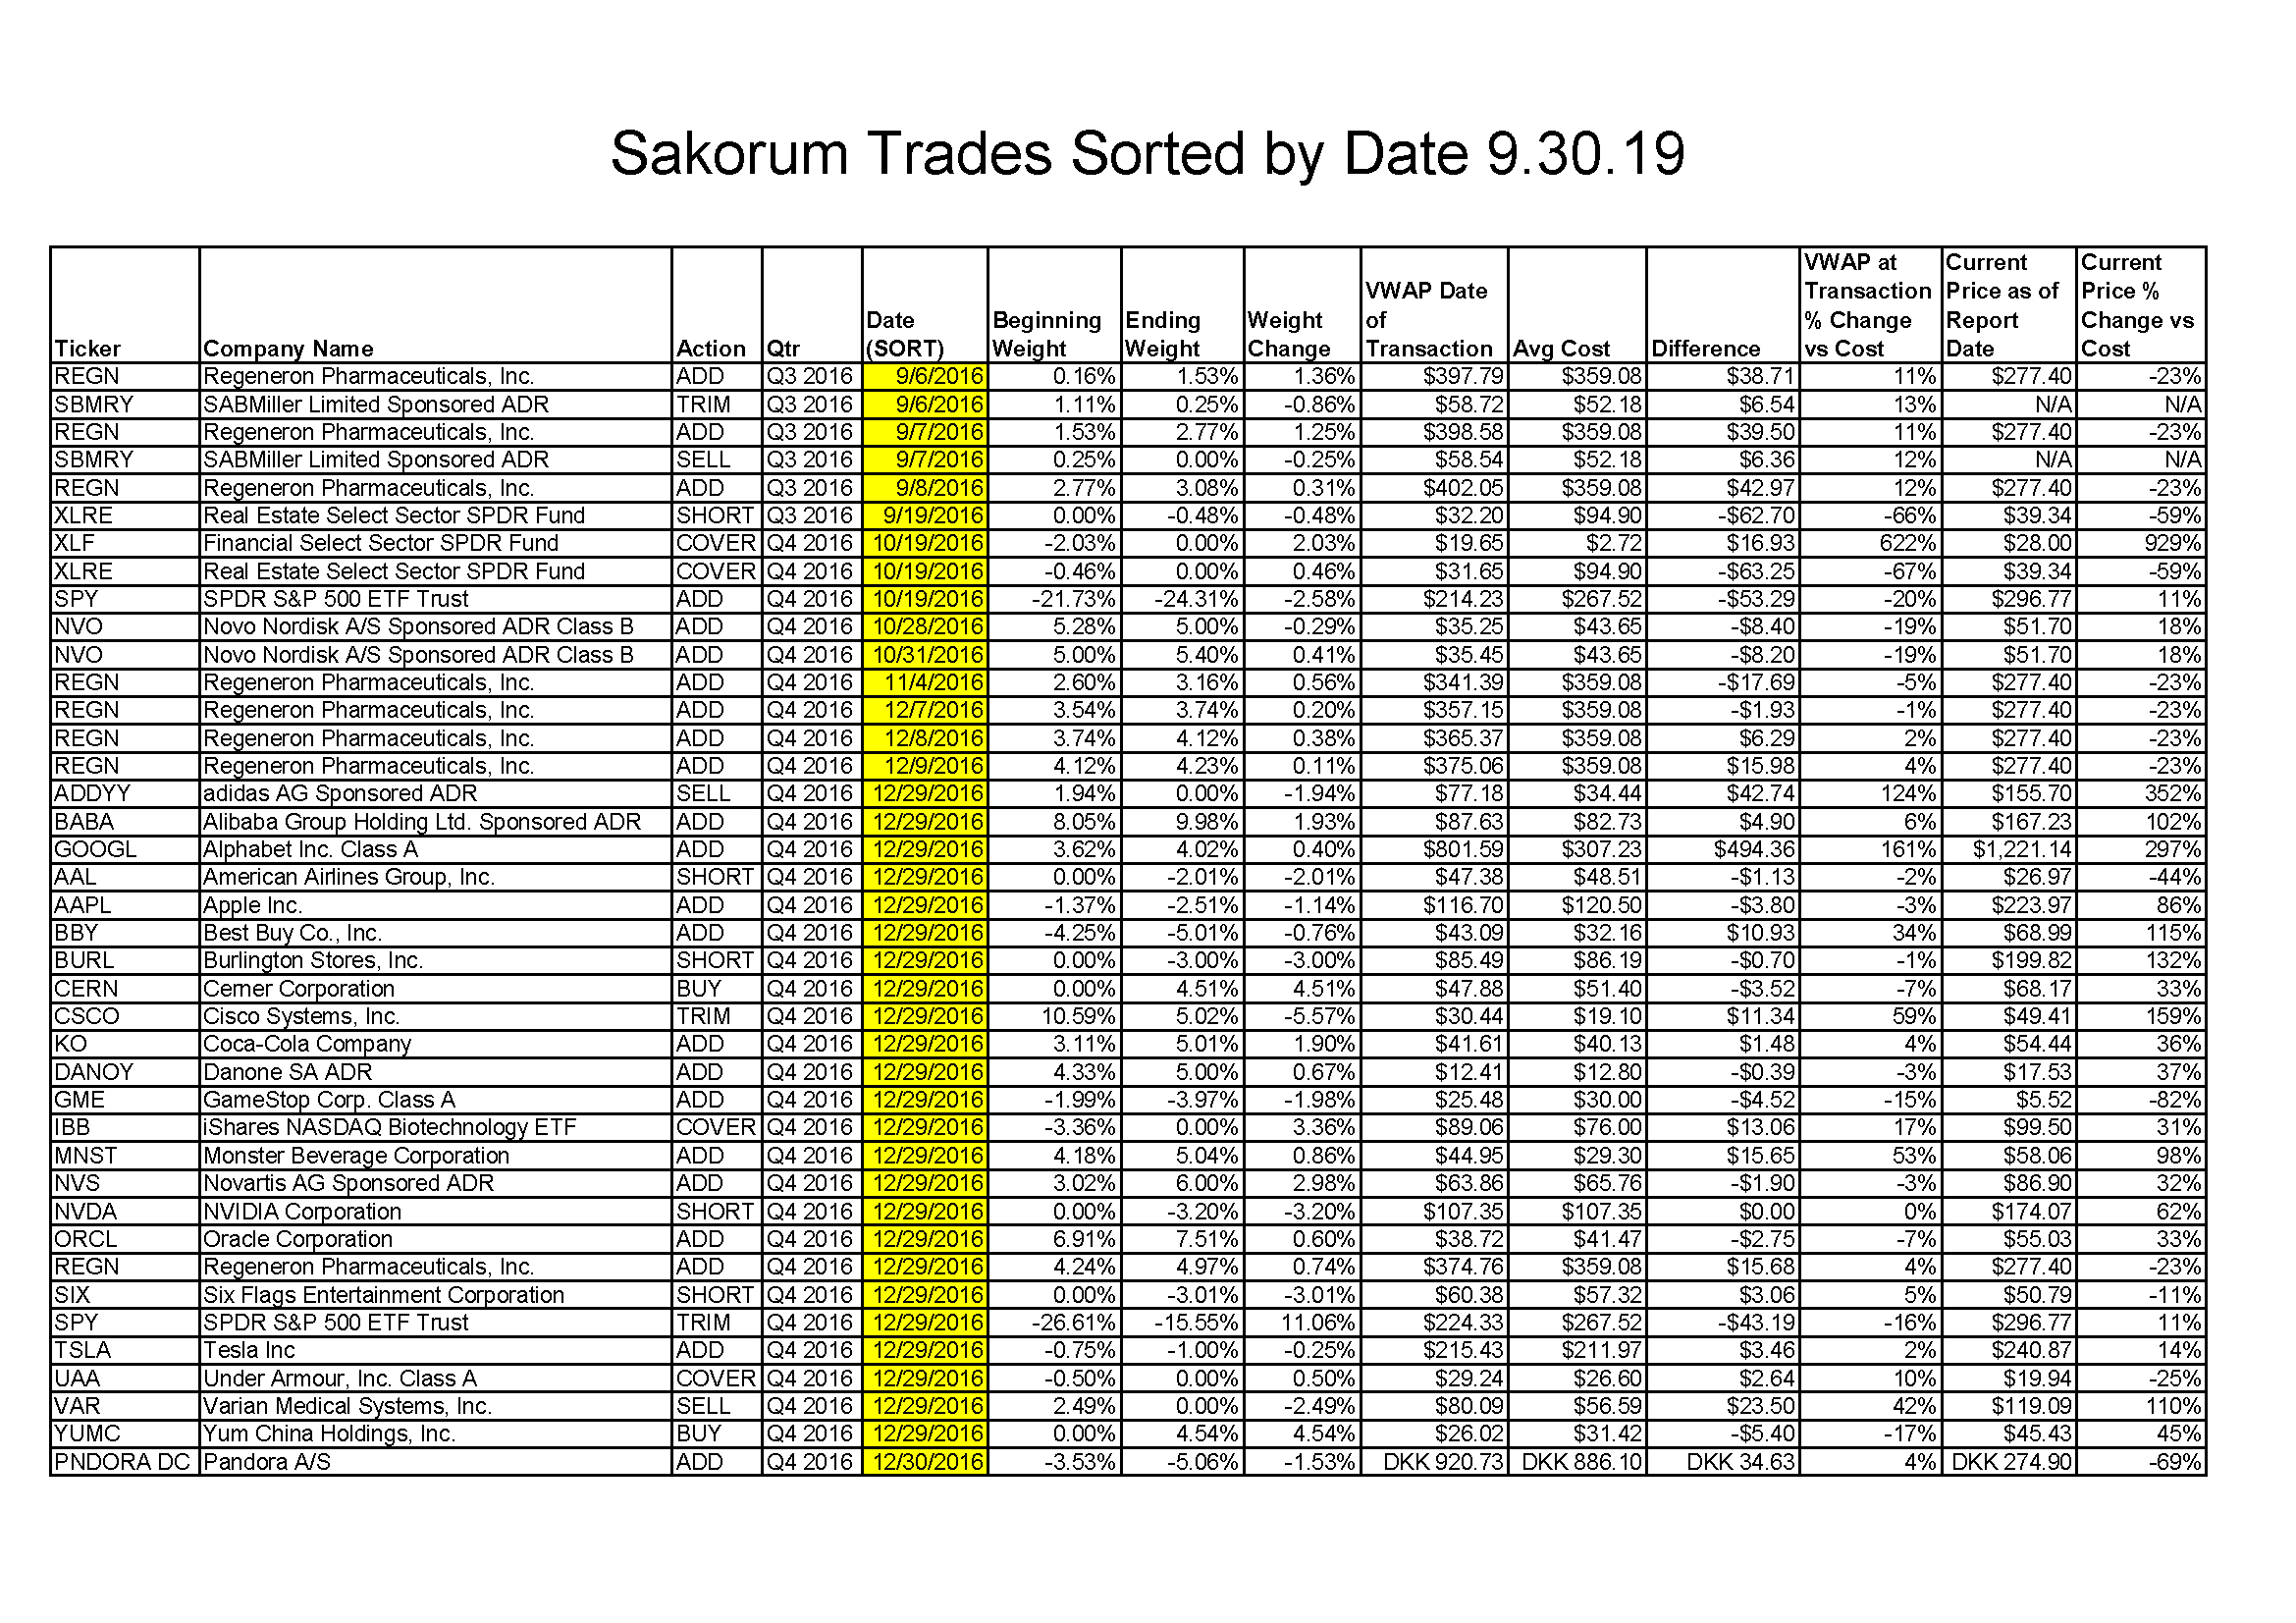 Sakorum Trades Sorted by Date 9.30.19
Ticker Company Name Action Qtr Date (SORT) Beginning Weight Ending Weight Weight Change VWAP Date of Transaction Avg Cost Difference VWAP at Transaction % Change vs Cost Current Price as of Report Date Current Price % Change vs Cost
REGN Regeneron Pharmaceuticals, Inc. ADD Q3 2016 9/6/2016 0.16% 1.53% 1.36% $397.79 $359.08 $38.71 11% $277.40 -23%
SBMRY SABMiller Limited Sponsored ADR TRIM Q3 2016 9/6/2016 1.11% 0.25% -0.86% $58.72 $52.18 $6.54 13% N/A N/A
REGN Regeneron Pharmaceuticals, Inc. ADD Q3 2016 9/7/2016 1.53% 2.77% 1.25% $398.58 $359.08 $39.50 11% $277.40 -23%
SBMRY SABMiller Limited Sponsored ADR SELL Q3 2016 9/7/2016 0.25% 0.00% -0.25% $58.54 $52.18 $6.36 12% N/A N/A
REGN Regeneron Pharmaceuticals, Inc. ADD Q3 2016 9/8/2016 2.77% 3.08% 0.31% $402.05 $359.08 $42.97 12% $277.40 -23%
XLRE Real Estate Select Sector SPDR Fund SHORT Q3 2016 9/19/2016 0.00% -0.48% -0.48% $32.20 $94.90 -$62.70 -66% $39.34 -59%
XLF Financial Select Sector SPDR Fund COVER Q4 2016 10/19/2016 -2.03% 0.00% 2.03% $19.65 $2.72 $16.93 622% $28.00 929%
XLRE Real Estate Select Sector SPDR Fund COVER Q4 2016 10/19/2016 -0.46% 0.00% 0.46% $31.65 $94.90 -$63.25 -67% $39.34 -59%
SPY SPDR S&P 500 ETF Trust ADD Q4 2016 10/19/2016 -21.73% -24.31% -2.58% $214.23 $267.52 -$53.29 -20% $296.77 11%
NVO Novo Nordisk A/S Sponsored ADR Class B ADD Q4 2016 10/28/2016 5.28% 5.00% -0.29% $35.25 $43.65 -$8.40 -19% $51.70 18%
NVO Novo Nordisk A/S Sponsored ADR Class B ADD Q4 2016 10/31/2016 5.00% 5.40% 0.41% $35.45 $43.65 -$8.20 -19% $51.70 18%
REGN Regeneron Pharmaceuticals, Inc. ADD Q4 2016 11/4/2016 2.60% 3.16% 0.56% $341.39 $359.08 -$17.69 -5% $277.40 -23%
REGN Regeneron Pharmaceuticals, Inc. ADD Q4 2016 12/7/2016 3.54% 3.74% 0.20% $357.15 $359.08 -$1.93 -1% $277.40 -23%
REGN Regeneron Pharmaceuticals, Inc. ADD Q4 2016 12/8/2016 3.74% 4.12% 0.38% $365.37 $359.08 $6.29 2% $277.40 -23%
REGN Regeneron Pharmaceuticals, Inc. ADD Q4 2016 12/9/2016 4.12% 4.23% 0.11% $375.06 $359.08 $15.98 4% $277.40 -23%
ADDYY adidas AG Sponsored ADR SELL Q4 2016 12/29/2016 1.94% 0.00% -1.94% $77.18 $34.44 $42.74 124% $155.70 352%
BABA Alibaba Group Holding Ltd. Sponsored ADR ADD Q4 2016 12/29/2016 8.05% 9.98% 1.93% $87.63 $82.73 $4.90 6% $167.23 102%
GOOGL Alphabet Inc. Class A ADD Q4 2016 12/29/2016 3.62% 4.02% 0.40% $801.59 $307.23 $494.36 161% $1,221.14 297%
AAL American Airlines Group, Inc. SHORT Q4 2016 12/29/2016 0.00% -2.01% -2.01% $47.38 $48.51 -$1.13 -2% $26.97 -44%
AAPL Apple Inc. ADD Q4 2016 12/29/2016 -1.37% -2.51% -1.14% $116.70 $120.50 -$3.80 -3% $223.97 86%
BBY Best Buy Co., Inc. ADD Q4 2016 12/29/2016 -4.25% -5.01% -0.76% $43.09 $32.16 $10.93 34% $68.99 115%
BURL Burlington Stores, Inc. SHORT Q4 2016 12/29/2016 0.00% -3.00% -3.00% $85.49 $86.19 -$0.70 -1% $199.82 132%
CERN Cerner Corporation BUY Q4 2016 12/29/2016 0.00% 4.51% 4.51% $47.88 $51.40 -$3.52 -7% $68.17 33%
CSCO Cisco Systems, Inc. TRIM Q4 2016 12/29/2016 10.59% 5.02% -5.57% $30.44 $19.10 $11.34 59% $49.41 159%
KO Coca-Cola Company ADD Q4 2016 12/29/2016 3.11% 5.01% 1.90% $41.61 $40.13 $1.48 4% $54.44 36%
DANOY Danone SA ADR ADD Q4 2016 12/29/2016 4.33% 5.00% 0.67% $12.41 $12.80 -$0.39 -3% $17.53 37%
GME GameStop Corp. Class A ADD Q4 2016 12/29/2016 -1.99% -3.97% -1.98% $25.48 $30.00 -$4.52 -15% $5.52 -82%
IBB iShares NASDAQ Biotechnology ETF COVER Q4 2016 12/29/2016 -3.36% 0.00% 3.36% $89.06 $76.00 $13.06 17% $99.50 31%
MNST Monster Beverage Corporation ADD Q4 2016 12/29/2016 4.18% 5.04% 0.86% $44.95 $29.30 $15.65 53% $58.06 98%
NVS Novartis AG Sponsored ADR ADD Q4 2016 12/29/2016 3.02% 6.00% 2.98% $63.86 $65.76 -$1.90 -3% $86.90 32%
NVDA NVIDIA Corporation SHORT Q4 2016 12/29/2016 0.00% -3.20% -3.20% $107.35 $107.35 $0.00 0% $174.07 62%
ORCL Oracle Corporation ADD Q4 2016 12/29/2016 6.91% 7.51% 0.60% $38.72 $41.47 -$2.75 -7% $55.03 33%
REGN Regeneron Pharmaceuticals, Inc. ADD Q4 2016 12/29/2016 4.24% 4.97% 0.74% $374.76 $359.08 $15.68 4% $277.40 -23%
SIX Six Flags Entertainment Corporation SHORT Q4 2016 12/29/2016 0.00% -3.01% -3.01% $60.38 $57.32 $3.06 5% $50.79 -11%
SPY SPDR S&P 500 ETF Trust TRIM Q4 2016 12/29/2016 -26.61% -15.55% 11.06% $224.33 $267.52 -$43.19 -16% $296.77 11%
TSLA Tesla Inc ADD Q4 2016 12/29/2016 -0.75% -1.00% -0.25% $215.43 $211.97 $3.46 2% $240.87 14%
UAA Under Armour, Inc. Class A COVER Q4 2016 12/29/2016 -0.50% 0.00% 0.50% $29.24 $26.60 $2.64 10% $19.94 -25%
VAR Varian Medical Systems, Inc. SELL Q4 2016 12/29/2016 2.49% 0.00% -2.49% $80.09 $56.59 $23.50 42% $119.09 110%
YUMC Yum China Holdings, Inc. BUY Q4 2016 12/29/2016 0.00% 4.54% 4.54% $26.02 $31.42 -$5.40 -17% $45.43 45%
PNDORA DC Pandora A/S ADD Q4 2016 12/30/2016 -3.53% -5.06% -1.53% DKK 920.73 DKK 886.10 DKK 34.63 4% DKK 274.90 -69%